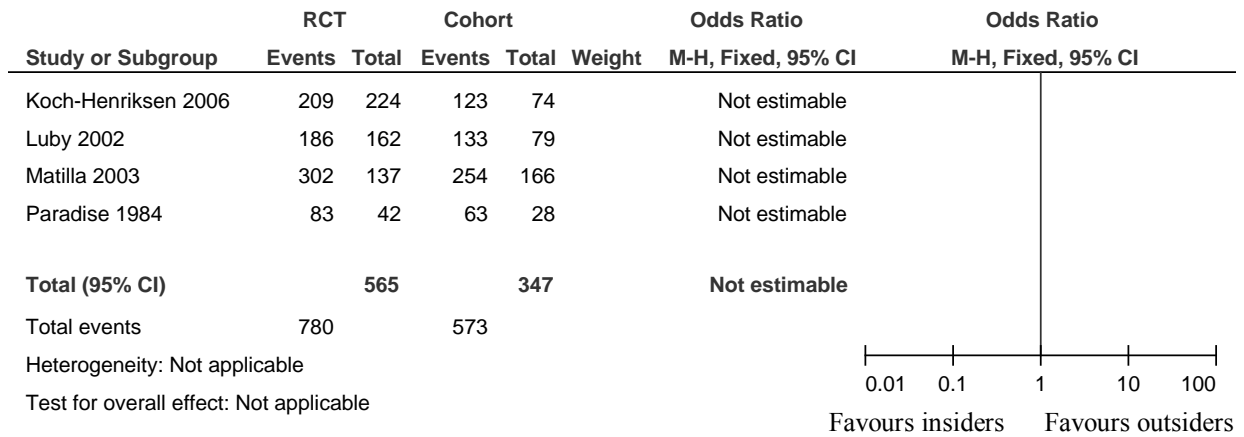 RCT Cohort Odds Ratio Odds Ratio
Study or Subgroup Events Total Events Total Weight M-H, Fixed, 95% CI M-H, Fixed, 95% CI
Koch-Henriksen 2006 209 224 123 74 Not estimable
Luby 2002 186 162 133 79 Not estimable
Matilla 2003 302 137 254 166 Not estimable
Paradise 1984 83 42 63 28 Not estimable
Total (95% CI) 565 347 Not estimable
Total events 780 573
Heterogeneity: Not applicable
Test for overall effect: Not applicable
0.01 0.1 1 10 100
Favours insiders Favours outsiders